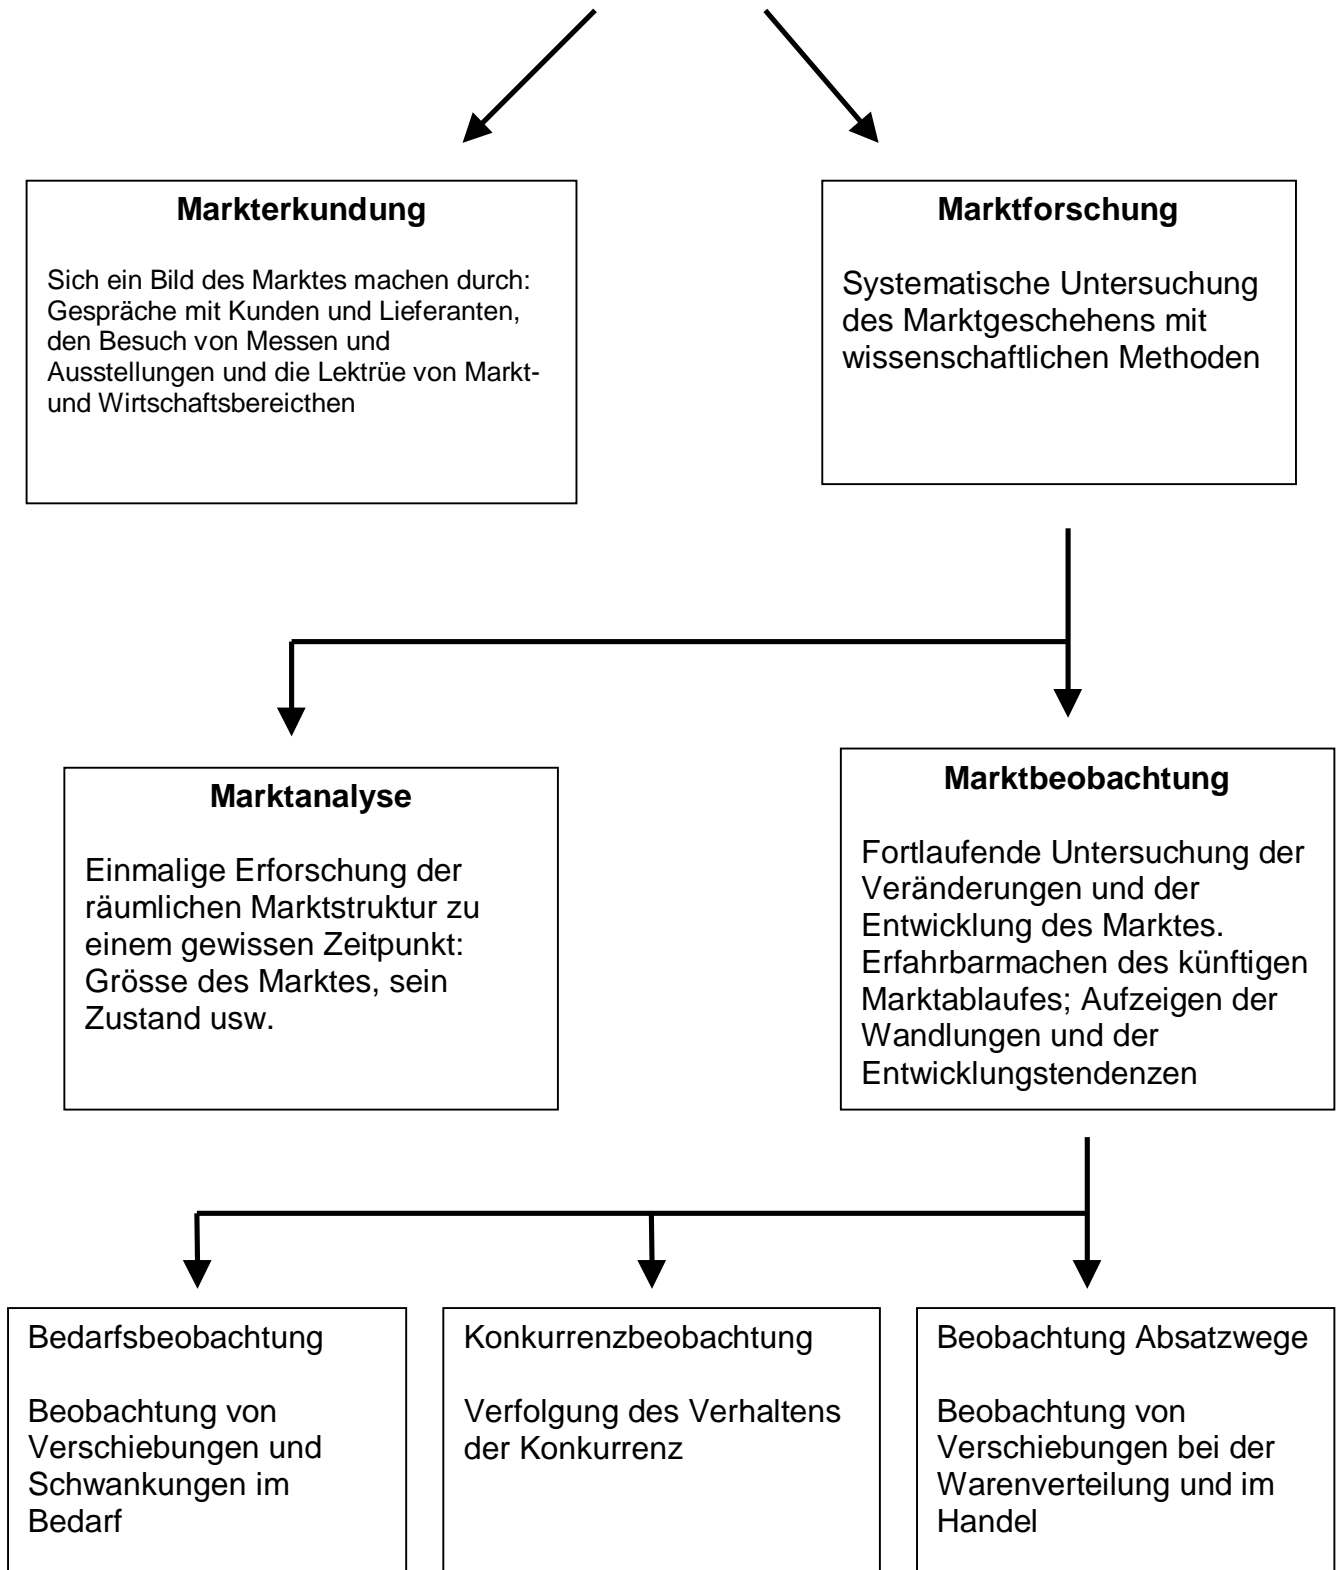 Markterkundung
Sich ein Bild des Marktes machen durch:
Gespräche mit Kunden und Lieferanten,
den Besuch von Messen und
Ausstellungen und die Lektrüe von Markt-
und Wirtschaftsbereicthen
Marktforschung
Systematische Untersuchung
des Marktgeschehens mit
wissenschaftlichen Methoden
Marktanalyse
Einmalige Erforschung der
räumlichen Marktstruktur zu
einem gewissen Zeitpunkt:
Grösse des Marktes, sein
Zustand usw.
Marktbeobachtung
Fortlaufende Untersuchung der
Veränderungen und der
Entwicklung des Marktes.
Erfahrbarmachen des künftigen
Marktablaufes; Aufzeigen der
Wandlungen und der
Entwicklungstendenzen
Bedarfsbeobachtung
Beobachtung von
Verschiebungen und
Schwankungen im
Bedarf
Konkurrenzbeobachtung
Verfolgung des Verhaltens
der Konkurrenz
Beobachtung Absatzwege
Beobachtung von
Verschiebungen bei der
Warenverteilung und im
Handel